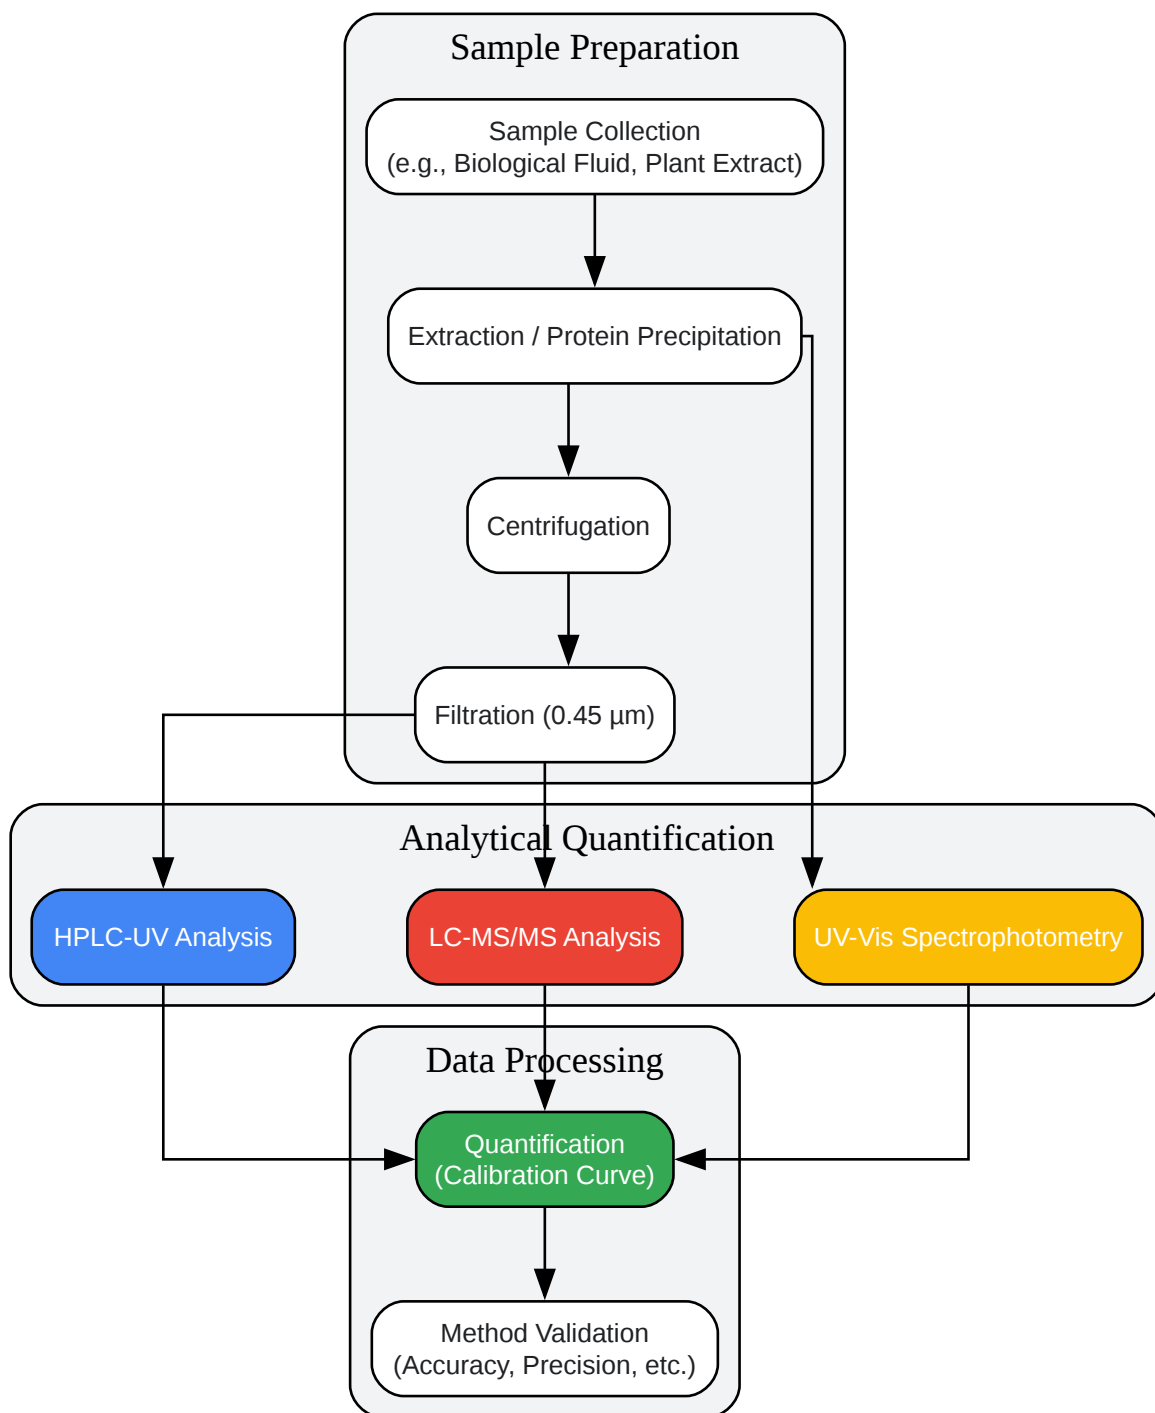 Sample Preparation
Sample Collection
(e.g., Biological Fluid, Plant Extract)
Extraction / Protein Precipitation
Centrifugation
Filtration (0.45 µm)
Analytical Quantification
HPLC-UV Analysis
LC-MS/MS Analysis
UV-Vis Spectrophotometry
Data Processing
Quantification
(Calibration Curve)
Method Validation
(Accuracy, Precision, etc.)